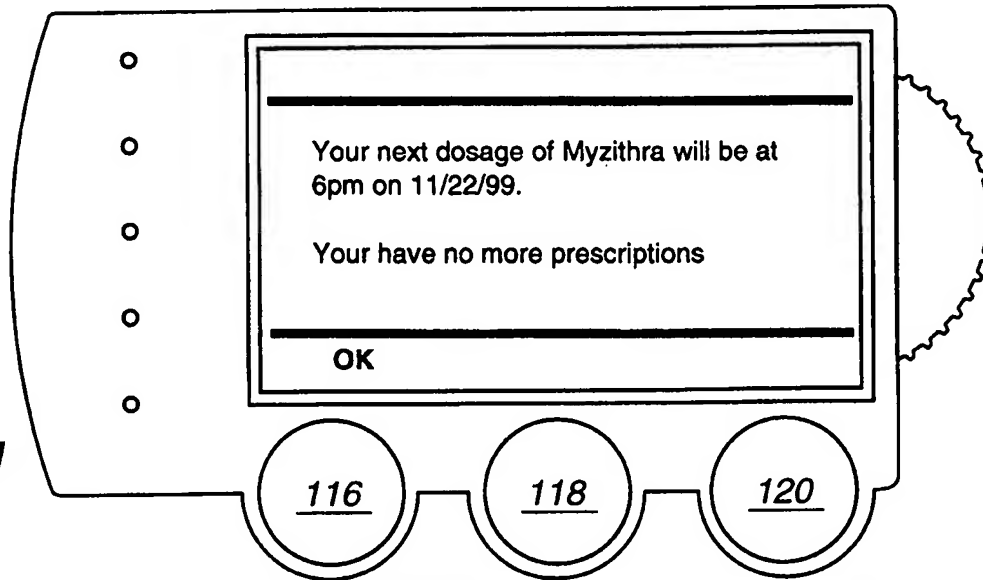 Your next dosage of Myzithra will be at
6pm on 11/22/99.
Your have no more prescriptions
OK
116
118
120